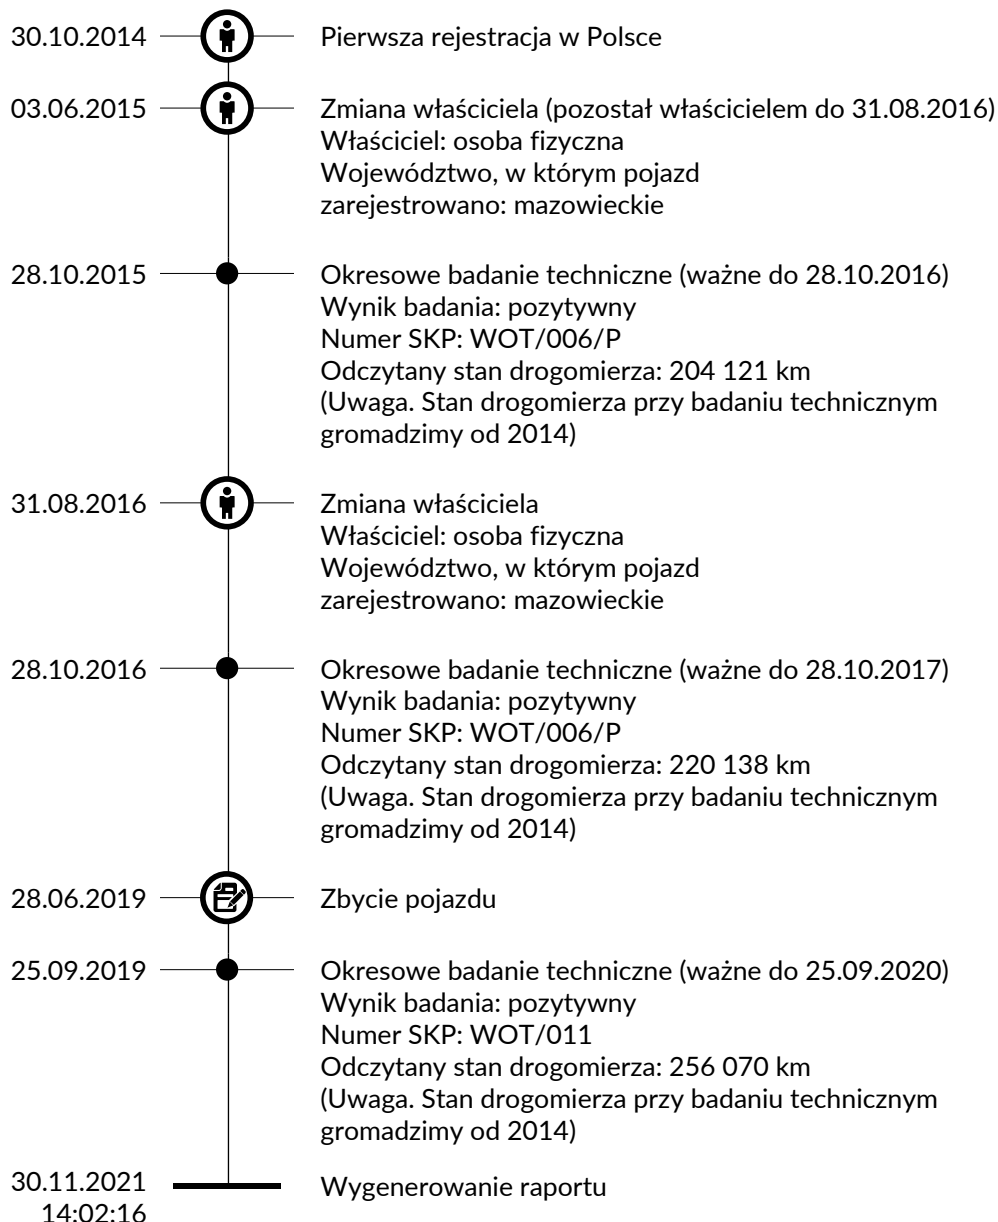 30.10.2014 Pierwsza rejestracja w Polsce
03.06.2015 Zmiana właściciela (pozostał właścicielem do 31.08.2016)
Właściciel: osoba fizyczna
Województwo, w którym pojazd
zarejestrowano: mazowieckie
28.10.2015 Okresowe badanie techniczne (ważne do 28.10.2016)
Wynik badania: pozytywny
Numer SKP: WOT/006/P
Odczytany stan drogomierza: 204 121 km
(Uwaga. Stan drogomierza przy badaniu technicznym
gromadzimy od 2014)
31.08.2016 Zmiana właściciela
Właściciel: osoba fizyczna
Województwo, w którym pojazd
zarejestrowano: mazowieckie
28.10.2016 Okresowe badanie techniczne (ważne do 28.10.2017)
Wynik badania: pozytywny
Numer SKP: WOT/006/P
Odczytany stan drogomierza: 220 138 km
(Uwaga. Stan drogomierza przy badaniu technicznym
gromadzimy od 2014)
28.06.2019 Zbycie pojazdu
25.09.2019 Okresowe badanie techniczne (ważne do 25.09.2020)
Wynik badania: pozytywny
Numer SKP: WOT/011
Odczytany stan drogomierza: 256 070 km
(Uwaga. Stan drogomierza przy badaniu technicznym
gromadzimy od 2014)
30.11.2021 Wygenerowanie raportu
14:02:16